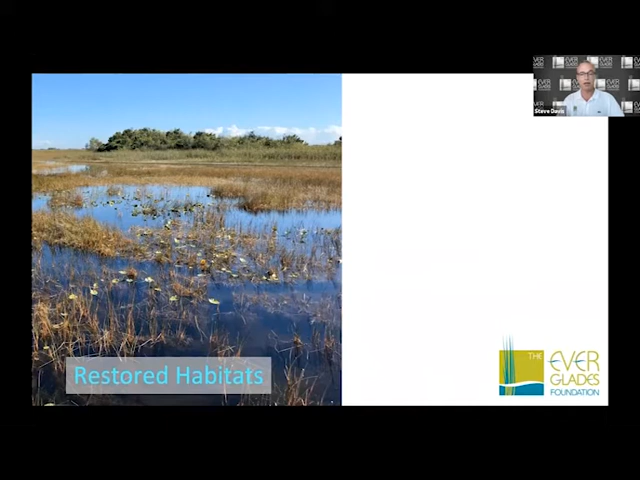 Steve Davis
Restored Habitats
THE
EVER
GLADES
FOUNDATION